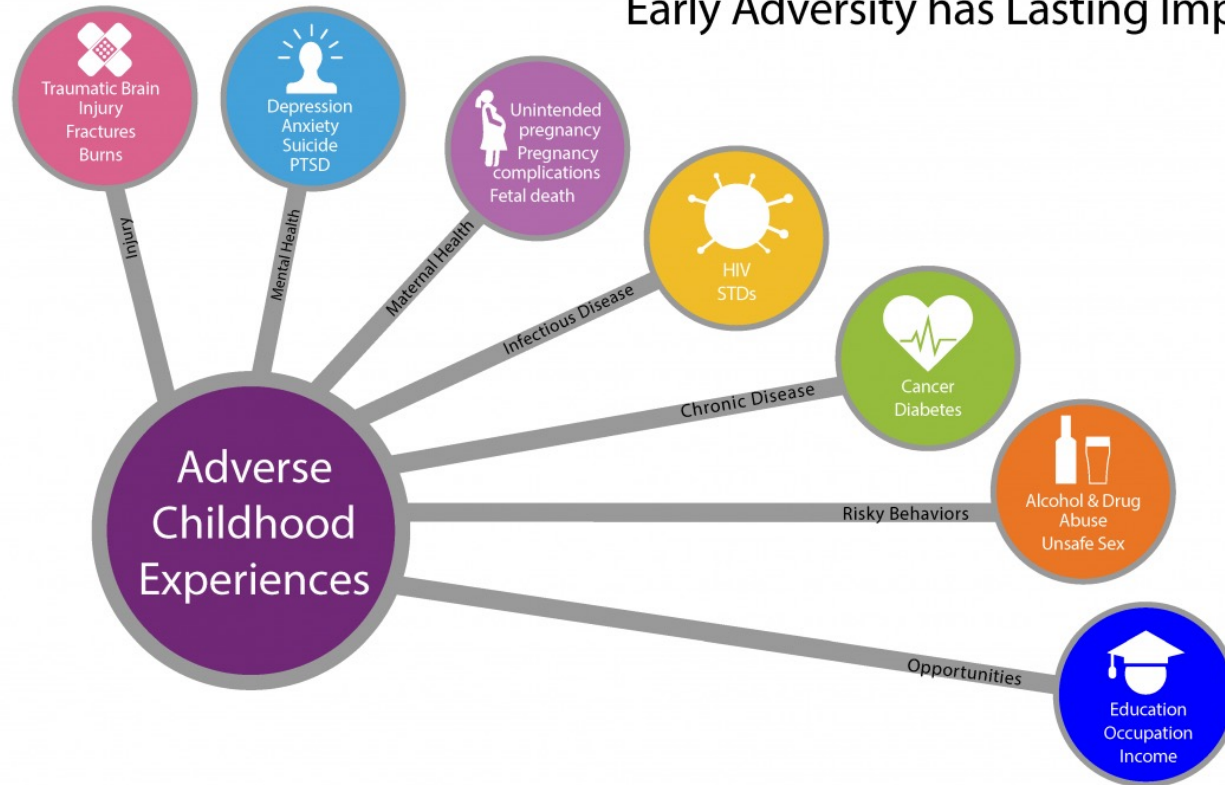 Early Adversity has Lasting Imp
Traumatic Brain
Injury
Fractures
Burns
Injury
Depression
Anxiety
Suicide
PTSD
Mental Health
Unintended
pregnancy
Pregnancy
complications
Fetal death
Maternal Health
HIV
STDs
Infectious Disease
Cancer
Diabetes
Chronic Disease
Alcohol & Drug
Abuse
Unsafe Sex
Risky Behaviors
Education
Occupation
Income
Opportunities
Adverse
Childhood
Experiences